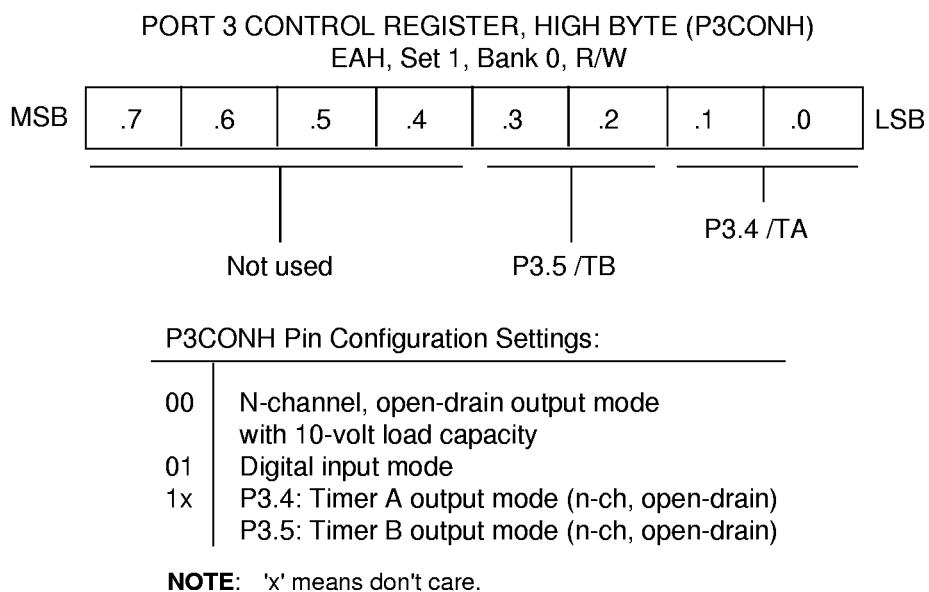 PORT 3 CONTROL REGISTER, HIGH BYTE (P3CONH)
EAH, Set 1, Bank 0, R/W
MSB .7 .6 .5 .4 .3 .2 .1 .0 LSB
P3.4 /TA
Not used P3.5 /TB
P3CONH Pin Configuration Settings:
00 N-channel, open-drain output mode
with 10-volt load capacity
01 Digital input mode
1x P3.4: Timer A output mode (n-ch, open-drain)
P3.5: Timer B output mode (n-ch, open-drain)
NOTE: 'x' means don't care.